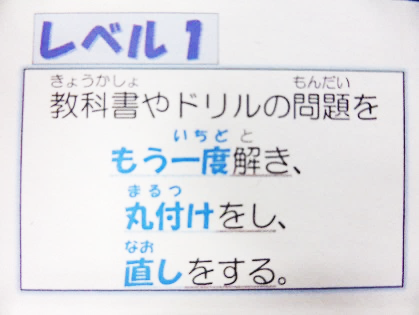 レベル1
きょうかしょ もんだい
教科書やドリルの問題を
いちど と
もう一度解き、
まるつ
丸付けをし、
なお
直しをする。